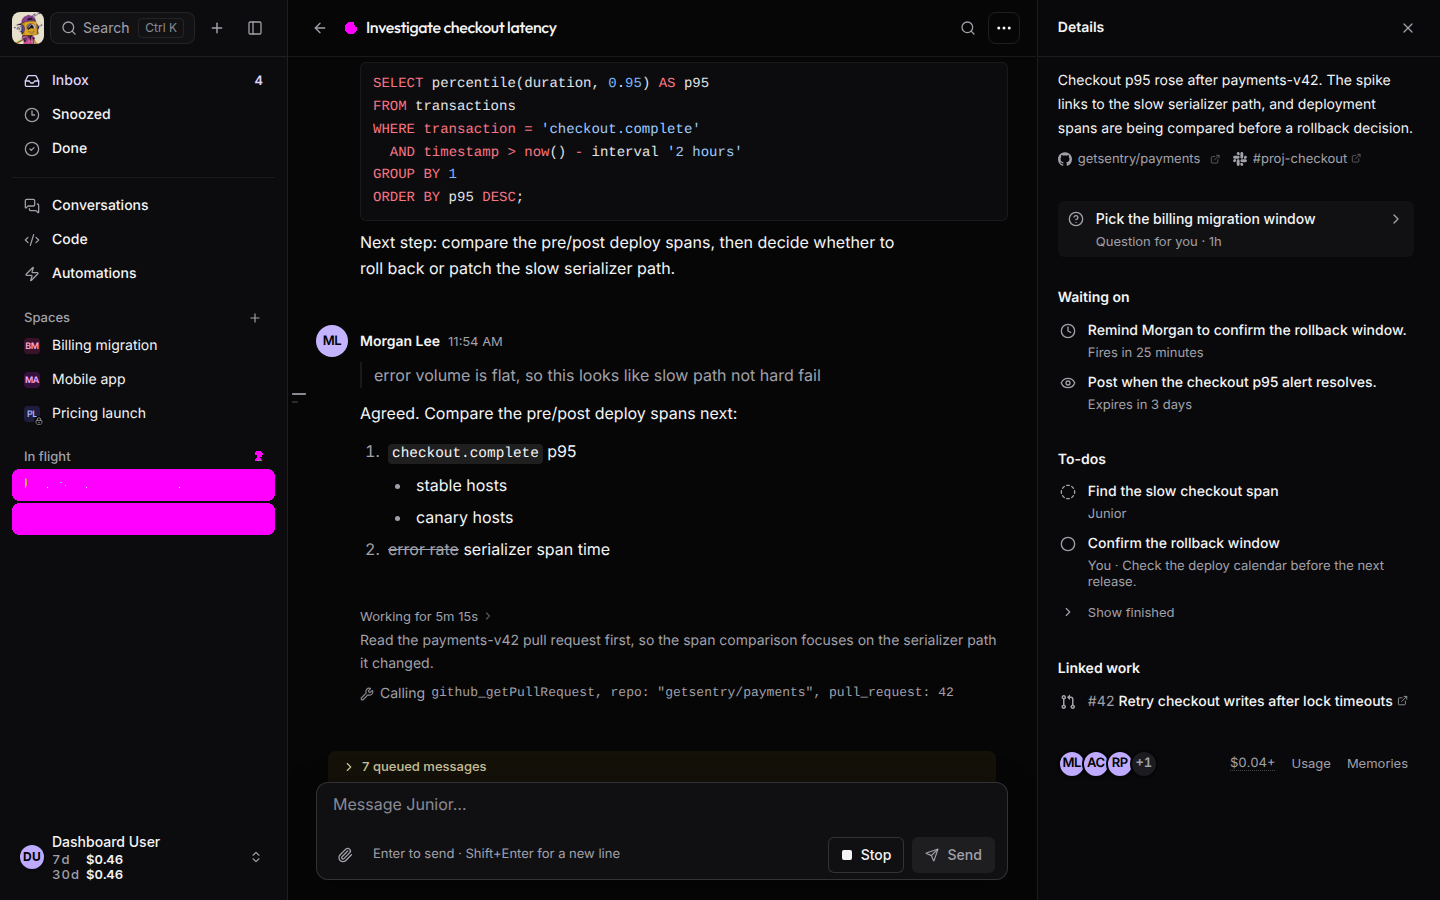 Search Ctrl K
Inbox 4
Snoozed
Done
Conversations
Code
Automations
Spaces
BM Billing migration
MA Mobile app
PL Pricing launch
In flight
DU Dashboard User
7d $0.46
30d $0.46
Investigate checkout latency
SELECT percentile(duration, 0.95) AS p95
FROM transactions
WHERE transaction = 'checkout.complete'
AND timestamp > now() - interval '2 hours'
GROUP BY 1
ORDER BY p95 DESC;
Next step: compare the pre/post deploy spans, then decide whether to
roll back or patch the slow serializer path.
ML Morgan Lee 11:54 AM
error volume is flat, so this looks like slow path not hard fail
Agreed. Compare the pre/post deploy spans next:
1. checkout.complete p95
• stable hosts
• canary hosts
2. error rate serializer span time
Working for 5m 15s
Read the payments-v42 pull request first, so the span comparison focuses on the serializer path
it changed.
Calling github_getPullRequest, repo: "getsentry/payments", pull_request: 42
7 queued messages
Message Junior...
Enter to send · Shift+Enter for a new line
Stop
Send
Details
Checkout p95 rose after payments-v42. The spike
links to the slow serializer path, and deployment
spans are being compared before a rollback decision.
getsentry/payments #proj-checkout
Pick the billing migration window
Question for you · 1h
Waiting on
Remind Morgan to confirm the rollback window.
Fires in 25 minutes
Post when the checkout p95 alert resolves.
Expires in 3 days
To-dos
Find the slow checkout span
Junior
Confirm the rollback window
You · Check the deploy calendar before the next
release.
Show finished
Linked work
#42 Retry checkout writes after lock timeouts
ML AC RP +1 $0.04+ Usage Memories